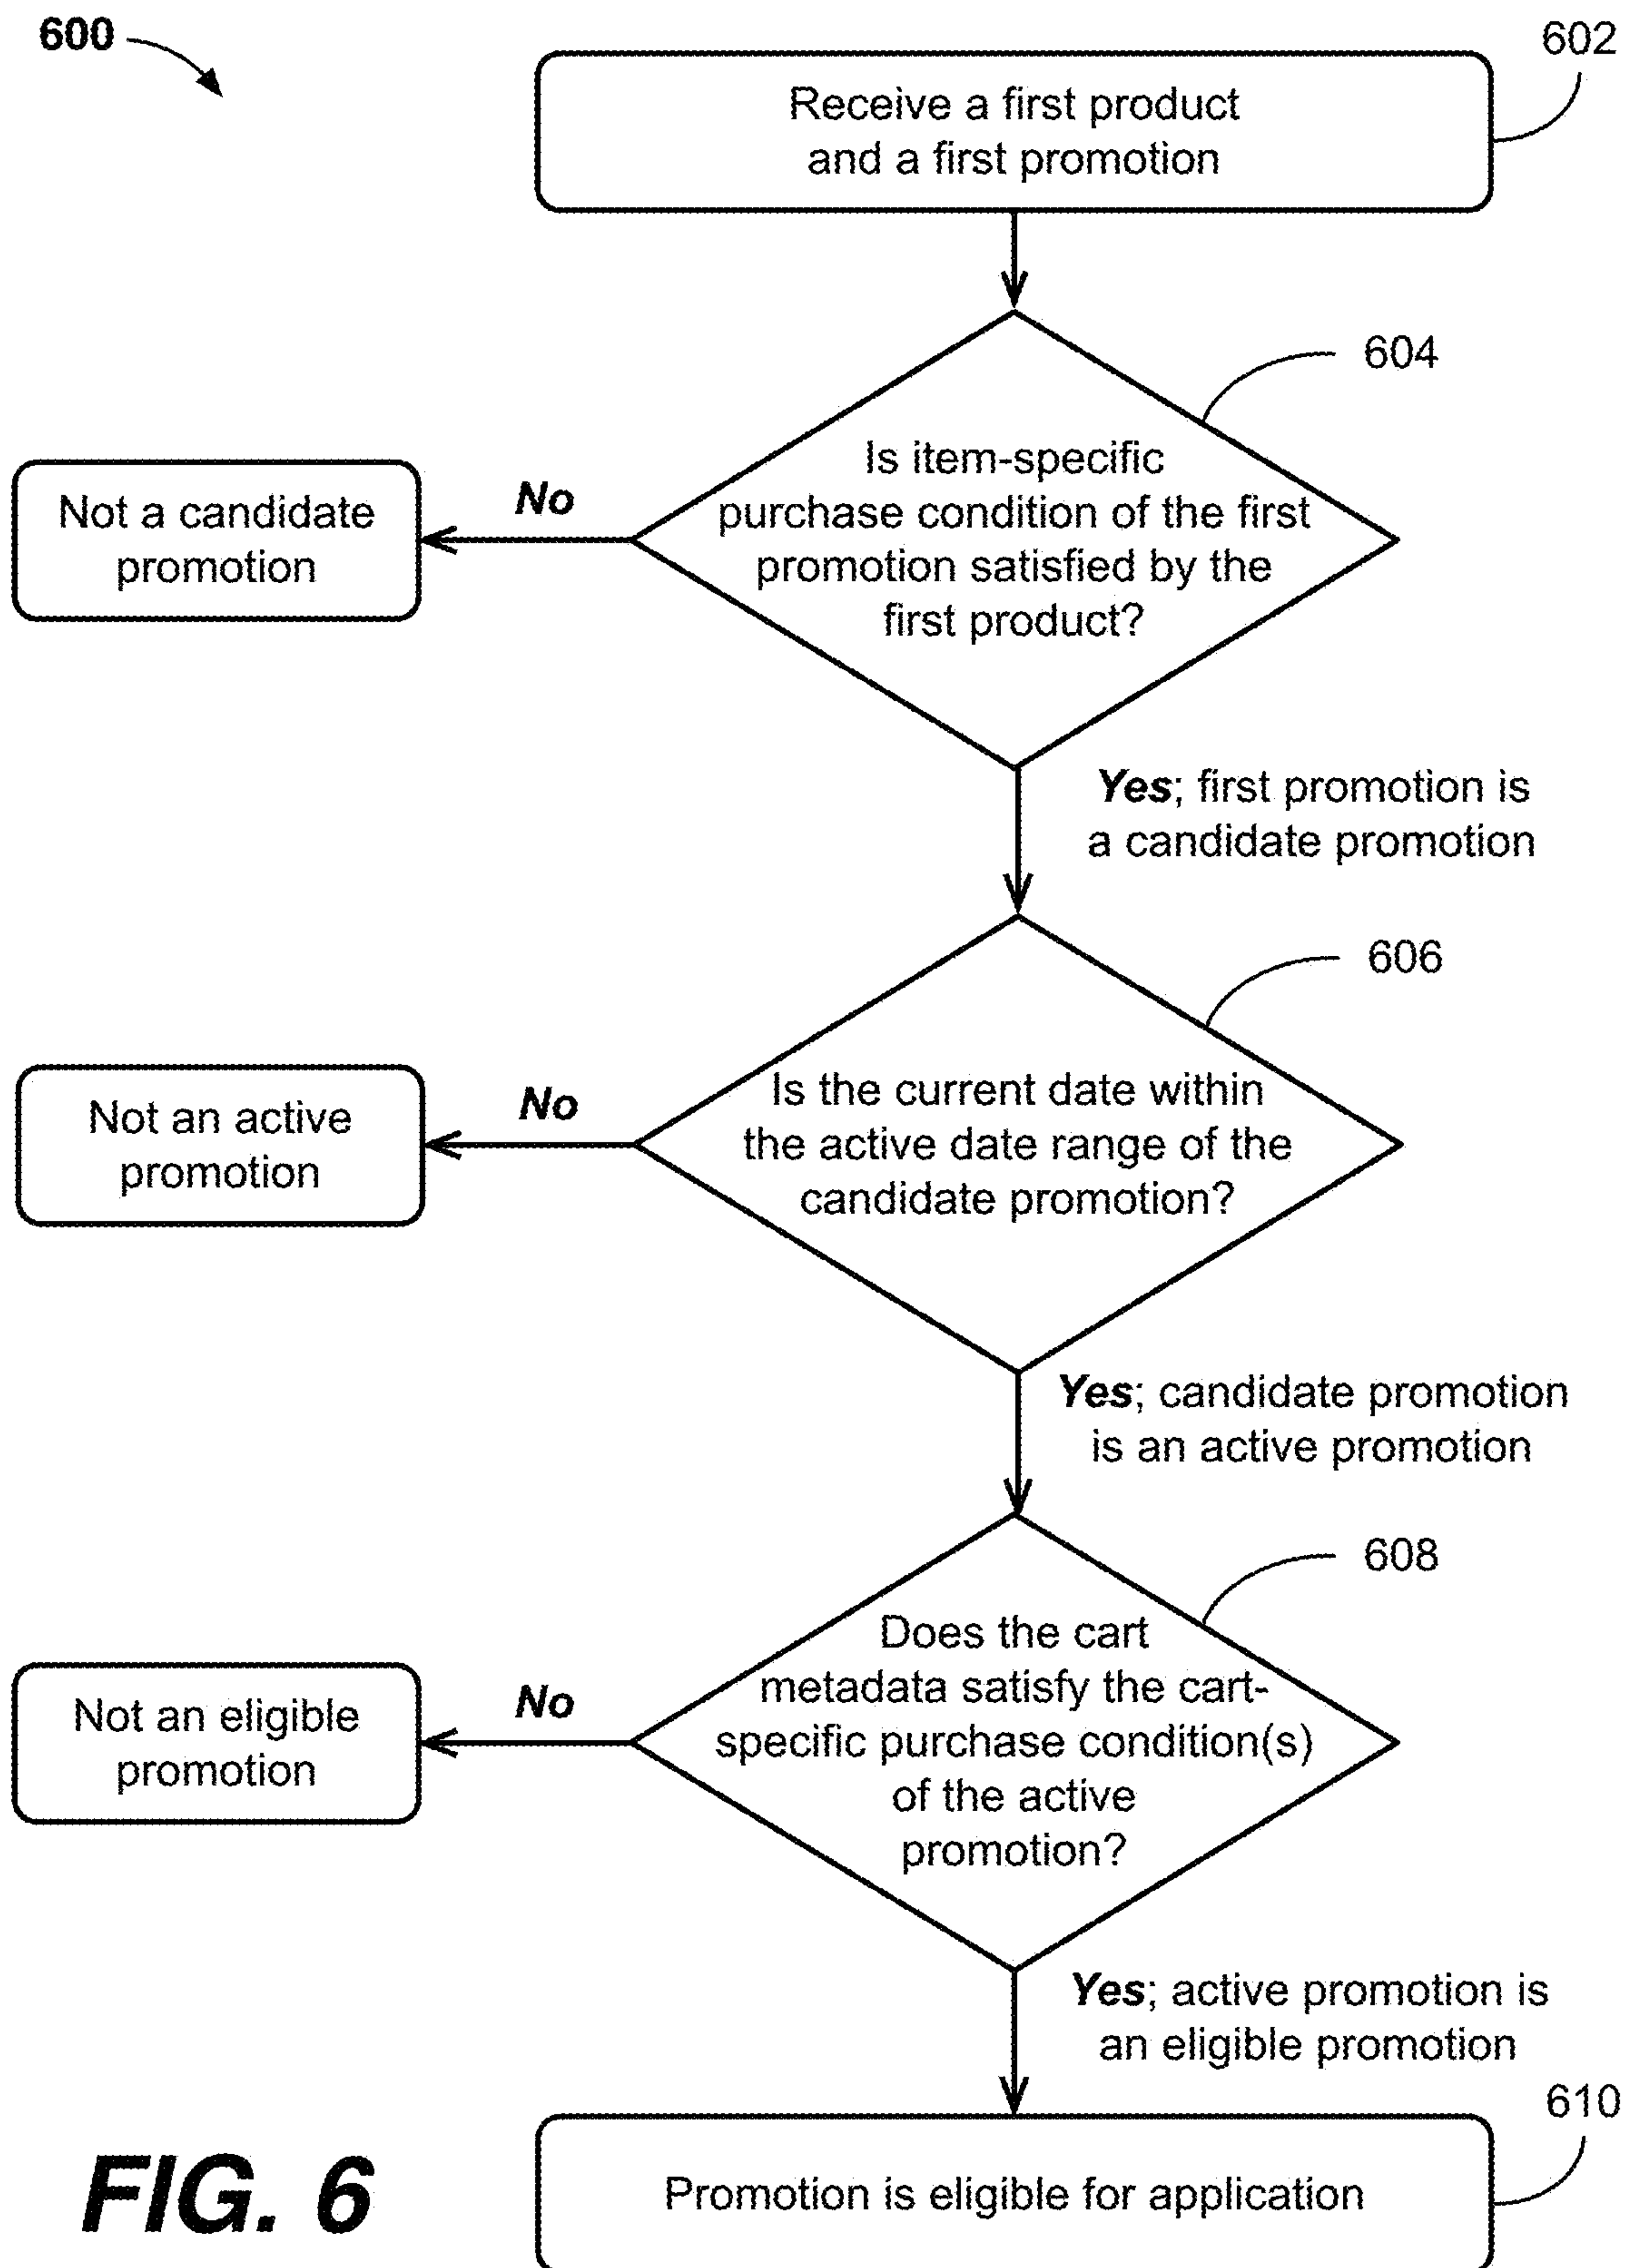 600
602
Receive a first product
and a first promotion
604
Is item-specific
purchase condition of the first
promotion satisfied by the
first product?
No
Not a candidate
promotion
Yes; first promotion is
a candidate promotion
606
Is the current date within
the active date range of the
candidate promotion?
No
Not an active
promotion
Yes; candidate promotion
is an active promotion
608
Does the cart
metadata satisfy the cart-
specific purchase condition(s)
of the active
promotion?
No
Not an eligible
promotion
Yes; active promotion is
an eligible promotion
610
Promotion is eligible for application
FIG. 6